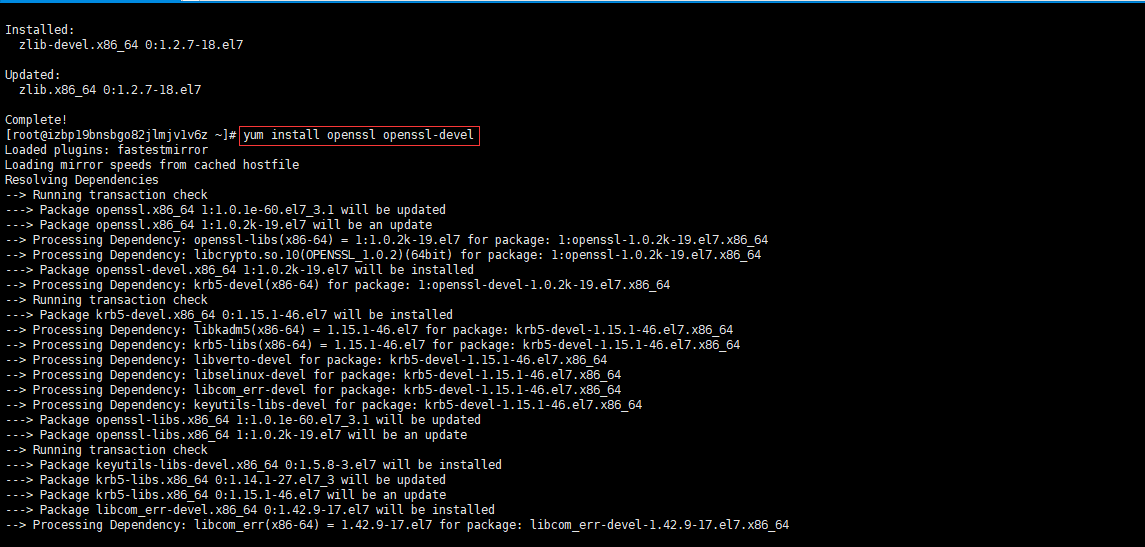 Installed:
  zlib-devel.x86_64 0:1.2.7-18.el7
Updated:
  zlib.x86_64 0:1.2.7-18.el7
Complete!
[root@izbp19bnsbgo82jlmjv1v6z ~]# yum install openssl openssl-devel
Loaded plugins: fastestmirror
Loading mirror speeds from cached hostfile
Resolving Dependencies
--> Running transaction check
---> Package openssl.x86_64 1:1.0.1e-60.el7_3.1 will be updated
---> Package openssl.x86_64 1:1.0.2k-19.el7 will be an update
--> Processing Dependency: openssl-libs(x86-64) = 1:1.0.2k-19.el7 for package: 1:openssl-1.0.2k-19.el7.x86_64
--> Processing Dependency: libcrypto.so.10(OPENSSL_1.0.2)(64bit) for package: 1:openssl-1.0.2k-19.el7.x86_64
---> Package openssl-devel.x86_64 1:1.0.2k-19.el7 will be installed
--> Processing Dependency: krb5-devel(x86-64) for package: 1:openssl-devel-1.0.2k-19.el7.x86_64
--> Running transaction check
---> Package krb5-devel.x86_64 0:1.15.1-46.el7 will be installed
--> Processing Dependency: libkadm5(x86-64) = 1.15.1-46.el7 for package: krb5-devel-1.15.1-46.el7.x86_64
--> Processing Dependency: krb5-libs(x86-64) = 1.15.1-46.el7 for package: krb5-devel-1.15.1-46.el7.x86_64
--> Processing Dependency: libverto-devel for package: krb5-devel-1.15.1-46.el7.x86_64
--> Processing Dependency: libselinux-devel for package: krb5-devel-1.15.1-46.el7.x86_64
--> Processing Dependency: libcom_err-devel for package: krb5-devel-1.15.1-46.el7.x86_64
--> Processing Dependency: keyutils-libs-devel for package: krb5-devel-1.15.1-46.el7.x86_64
---> Package openssl-libs.x86_64 1:1.0.1e-60.el7_3.1 will be updated
---> Package openssl-libs.x86_64 1:1.0.2k-19.el7 will be an update
--> Running transaction check
---> Package keyutils-libs-devel.x86_64 0:1.5.8-3.el7 will be installed
---> Package krb5-libs.x86_64 0:1.14.1-27.el7_3 will be updated
---> Package krb5-libs.x86_64 0:1.15.1-46.el7 will be an update
---> Package libcom_err-devel.x86_64 0:1.42.9-17.el7 will be installed
--> Processing Dependency: libcom_err(x86-64) = 1.42.9-17.el7 for package: libcom_err-devel-1.42.9-17.el7.x86_64